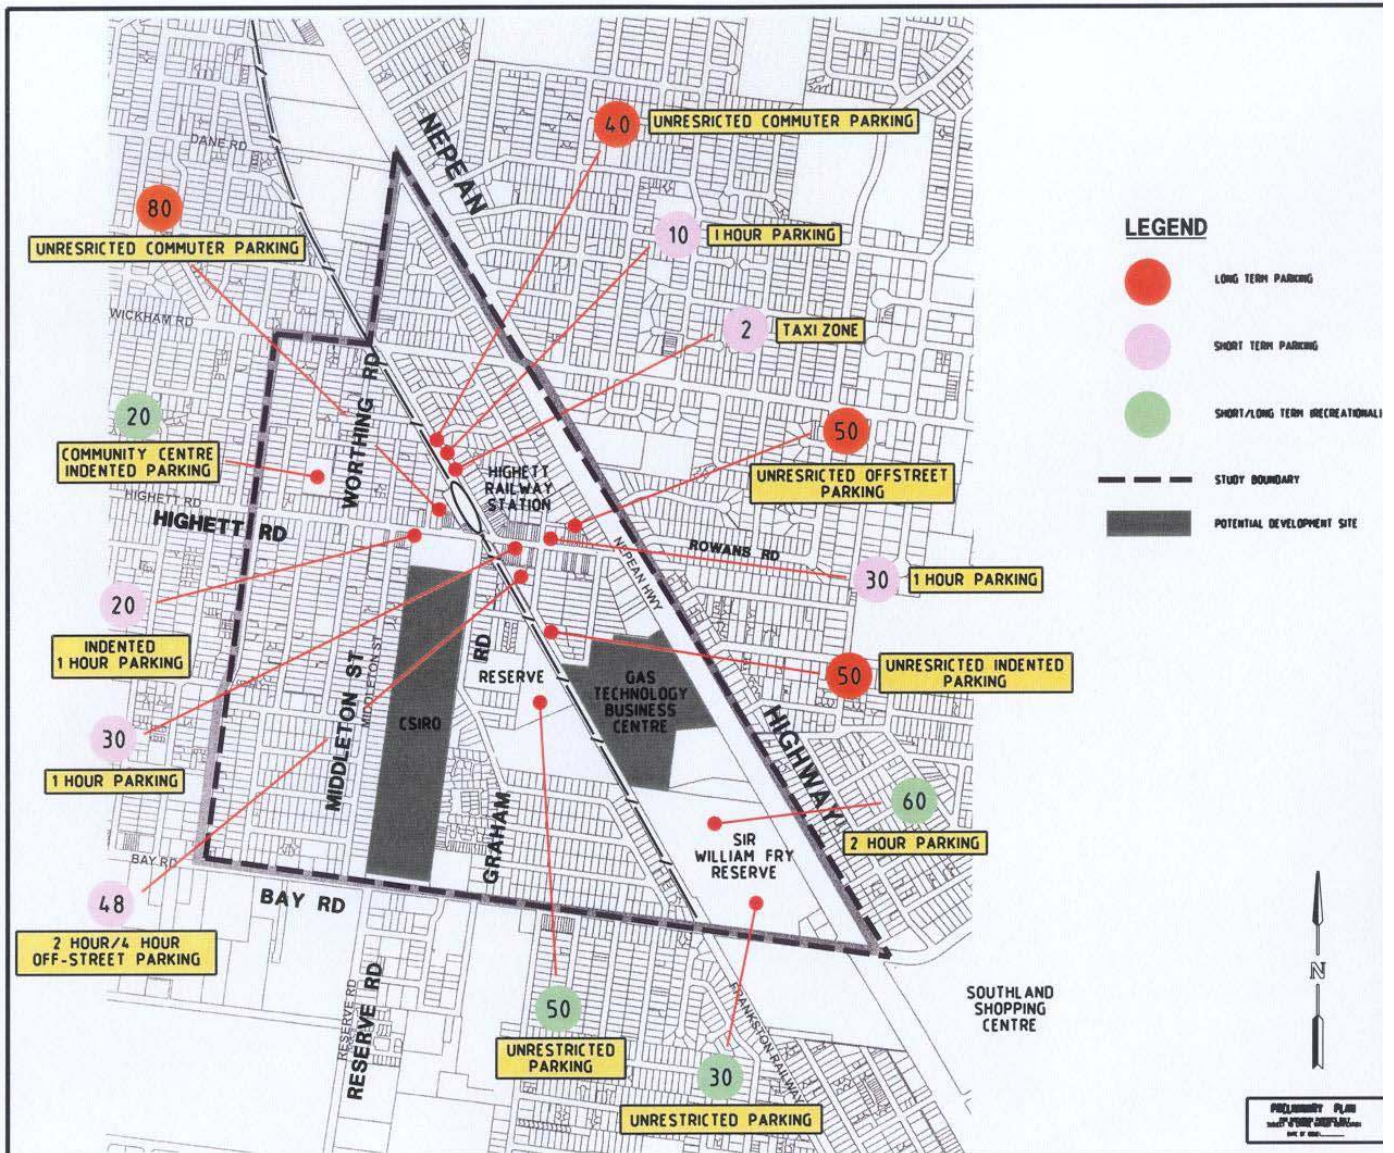 NEPEAN
40
UNRESRICTED COMMUTER PARKING
DANE RD
80
UNRESRICTED COMMUTER PARKING
10
1 HOUR PARKING
2
TAXI ZONE
WICKHAM RD
WORTHING RD
20
COMMUNITY CENTRE
INDENTED PARKING
HIGHETT RD
HIGHETT RD
HIGHETT
RAILWAY
STATION
50
UNRESRICTED OFFSTREET
PARKING
NEPEAN HWY
ROWANS RD
30
1 HOUR PARKING
20
INDENTED
1 HOUR PARKING
MIDDLETON ST
MIDDLETON ST
CSIRO
RD
RESERVE
GAS
TECHNOLOGY
BUSINESS
CENTRE
50
UNRESRICTED INDENTED
PARKING
30
1 HOUR PARKING
HIGHWAY
GRAHAM
60
2 HOUR PARKING
SIR
WILLIAM FRY
RESERVE
BAY RD
BAY RD
48
2 HOUR/4 HOUR
OFF-STREET PARKING
RESERVE RD
RESERVE RD
50
UNRESTRICTED
PARKING
FRANKSTON RAILWAY
30
UNRESTRICTED PARKING
SOUTHLAND
SHOPPING
CENTRE
LEGEND
LONG TERM PARKING
SHORT TERM PARKING
SHORT/LONG TERM (RECREATIONAL)
STUDY BOUNDARY
POTENTIAL DEVELOPMENT SITE
N
PRELIMINARY PLAN